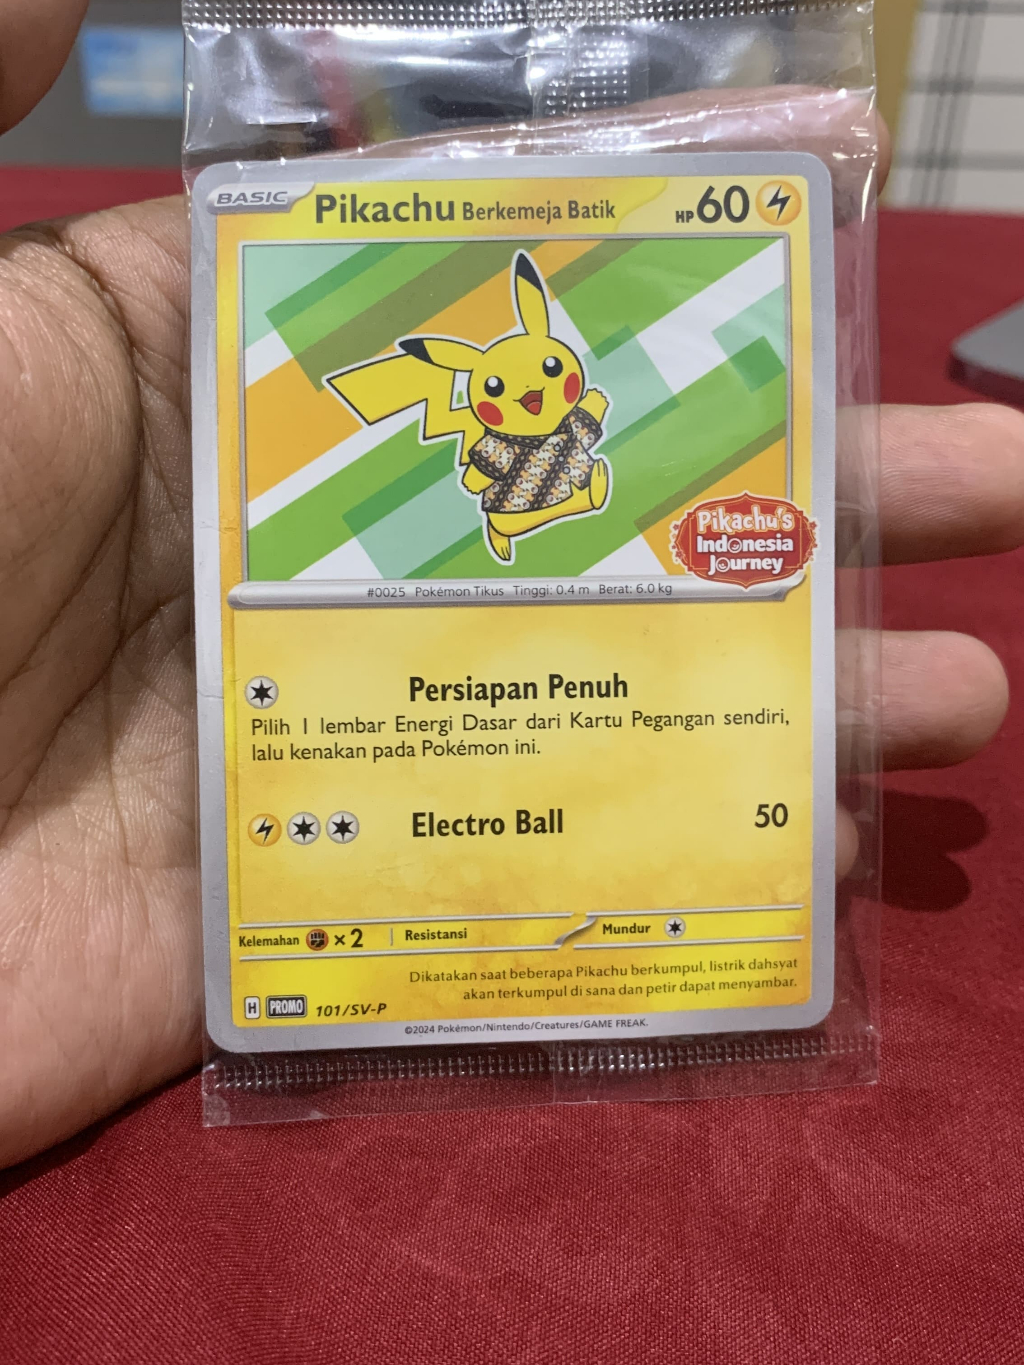 BASIC Pikachu Berkemeja Batik HP 60
Pikachu's
Indonesia
Journey
#0025 Pokémon Tikus Tinggi: 0.4 m Berat: 6.0 kg
Persiapan Penuh
Pilih 1 lembar Energi Dasar dari Kartu Pegangan sendiri,
lalu kenakan pada Pokémon ini.
Electro Ball 50
Kelemahan ×2 Resistansi Mundur
Dikatakan saat beberapa Pikachu berkumpul, listrik dahsyat
akan terkumpul di sana dan petir dapat menyambar.
H PROMO 101/SV-P
©2024 Pokémon/Nintendo/Creatures/GAME FREAK.